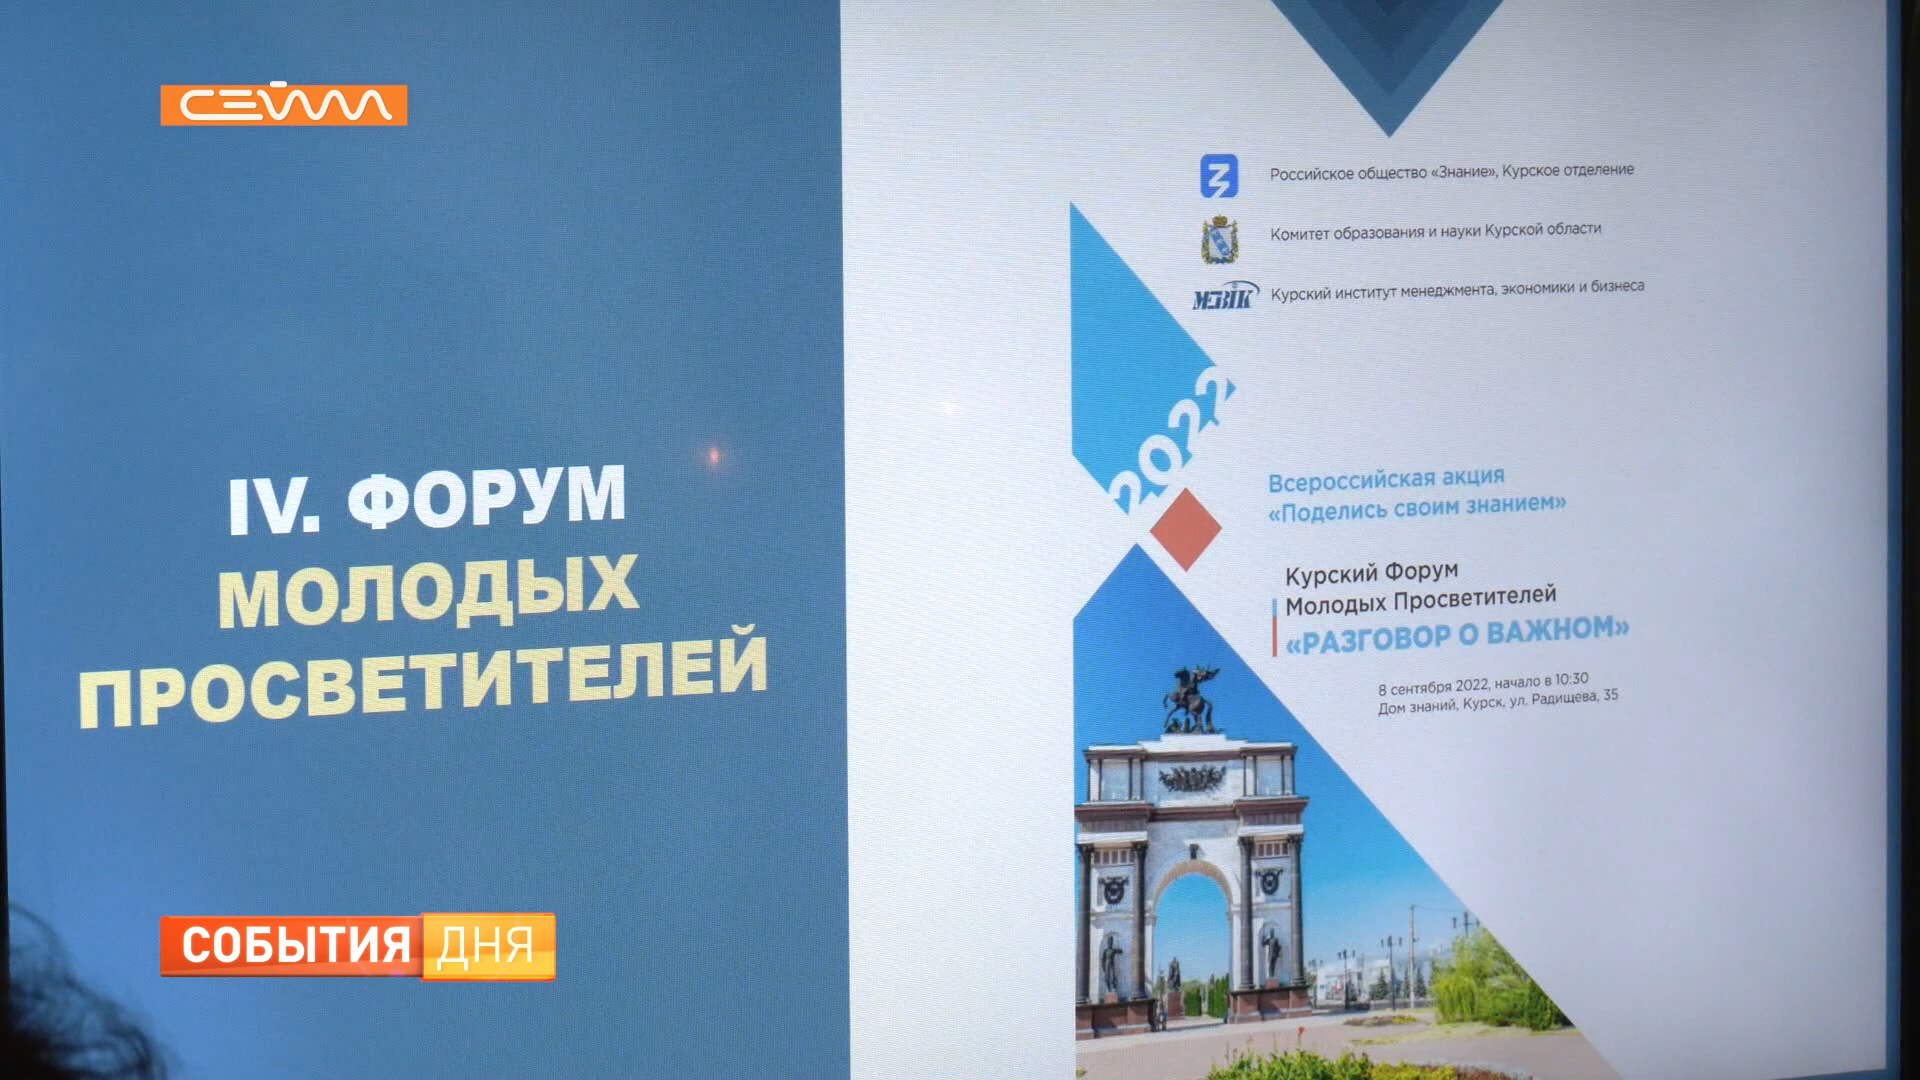 СЕЙМ
IV. ФОРУМ
МОЛОДЫХ
ПРОСВЕТИТЕЛЕЙ
СОБЫТИЯ ДНЯ
Российское общество «Знание», Курское отделение
Комитет образования и науки Курской области
МЭБИК Курский институт менеджмента, экономики и бизнеса
2022
Всероссийская акция
«Поделись своим знанием»
Курский Форум
Молодых Просветителей
«РАЗГОВОР О ВАЖНОМ»
8 сентября 2022, начало в 10:30
Дом знаний, Курск, ул. Радищева, 35